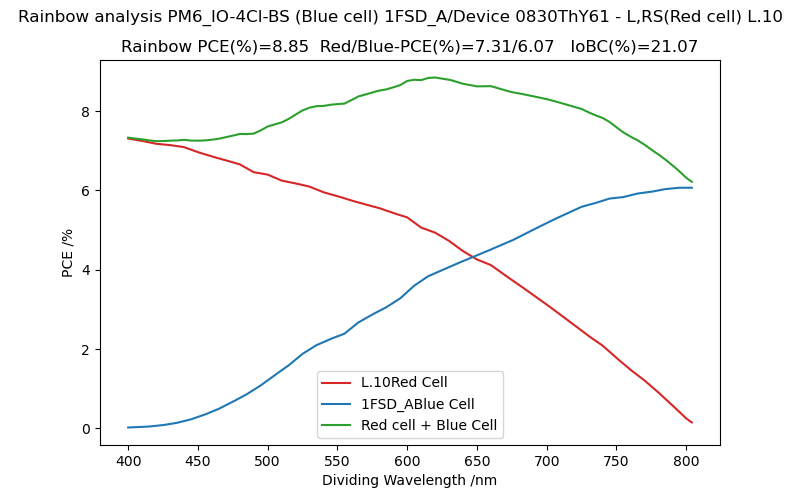 Rainbow analysis PM6_IO-4Cl-BS (Blue cell) 1FSD_A/Device 0830ThY61 - L,RS(Red cell) L.10
Rainbow PCE(%)=8.85  Red/Blue-PCE(%)=7.31/6.07   IoBC(%)=21.07
PCE /%
8
6
4
2
0
L.10Red Cell
1FSD_ABlue Cell
Red cell + Blue Cell
400 450 500 550 600 650 700 750 800
Dividing Wavelength /nm